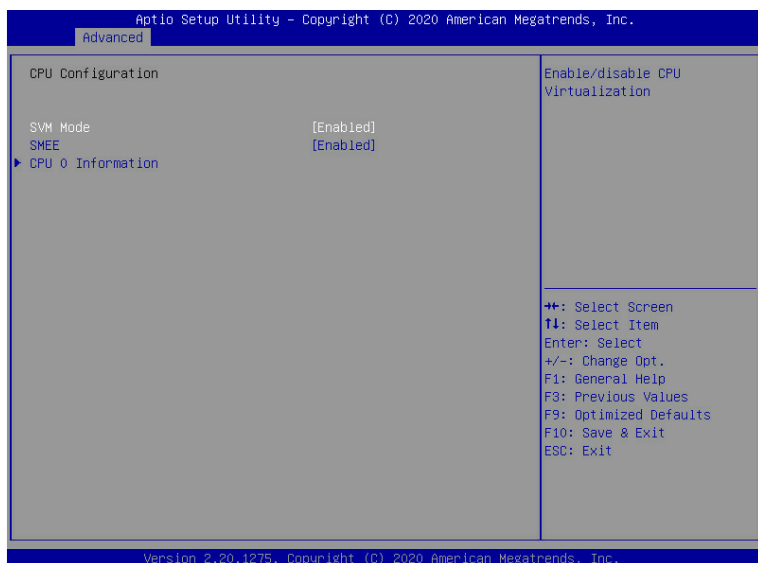 Aptio Setup Utility – Copyright (C) 2020 American Megatrends, Inc.
Advanced
CPU Configuration
SVM Mode [Enabled]
SMEE [Enabled]
CPU 0 Information
Enable/disable CPU
Virtualization
→←: Select Screen
↑↓: Select Item
Enter: Select
+/-: Change Opt.
F1: General Help
F3: Previous Values
F9: Optimized Defaults
F10: Save & Exit
ESC: Exit
Version 2.20.1275. Copyright (C) 2020 American Megatrends, Inc.